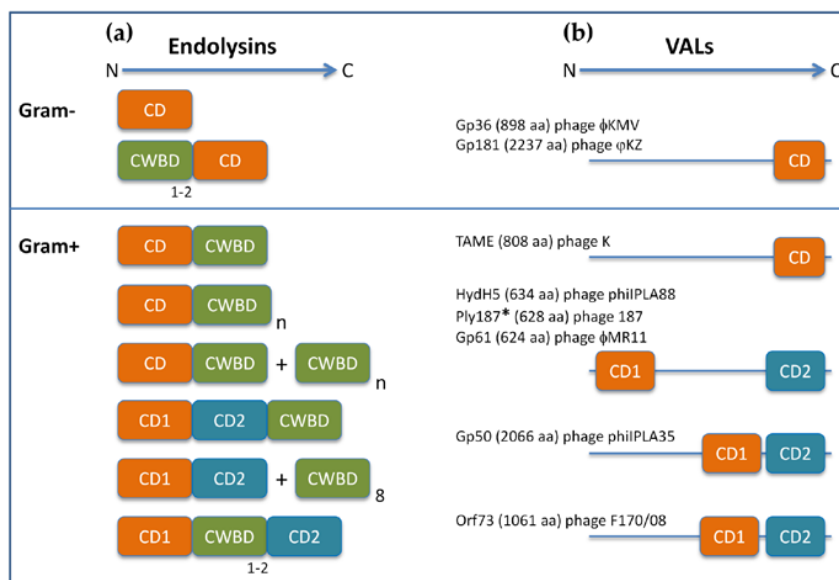 (a)
Endolysins
N C
Gram-
CD
CWBD CD
1-2
Gram+
CD CWBD
CD CWBD n
CD CWBD + CWBD n
CD1 CD2 CWBD
CD1 CD2 + CWBD 8
CD1 CWBD CD2
1-2
(b)
VALs
N C
Gp36 (898 aa) phage ϕKMV
Gp181 (2237 aa) phage φKZ
CD
TAME (808 aa) phage K
CD
HydH5 (634 aa) phage phiIPLA88
Ply187* (628 aa) phage 187
Gp61 (624 aa) phage ϕMR11
CD1 CD2
Gp50 (2066 aa) phage phiIPLA35
CD1 CD2
Orf73 (1061 aa) phage F170/08
CD1 CD2